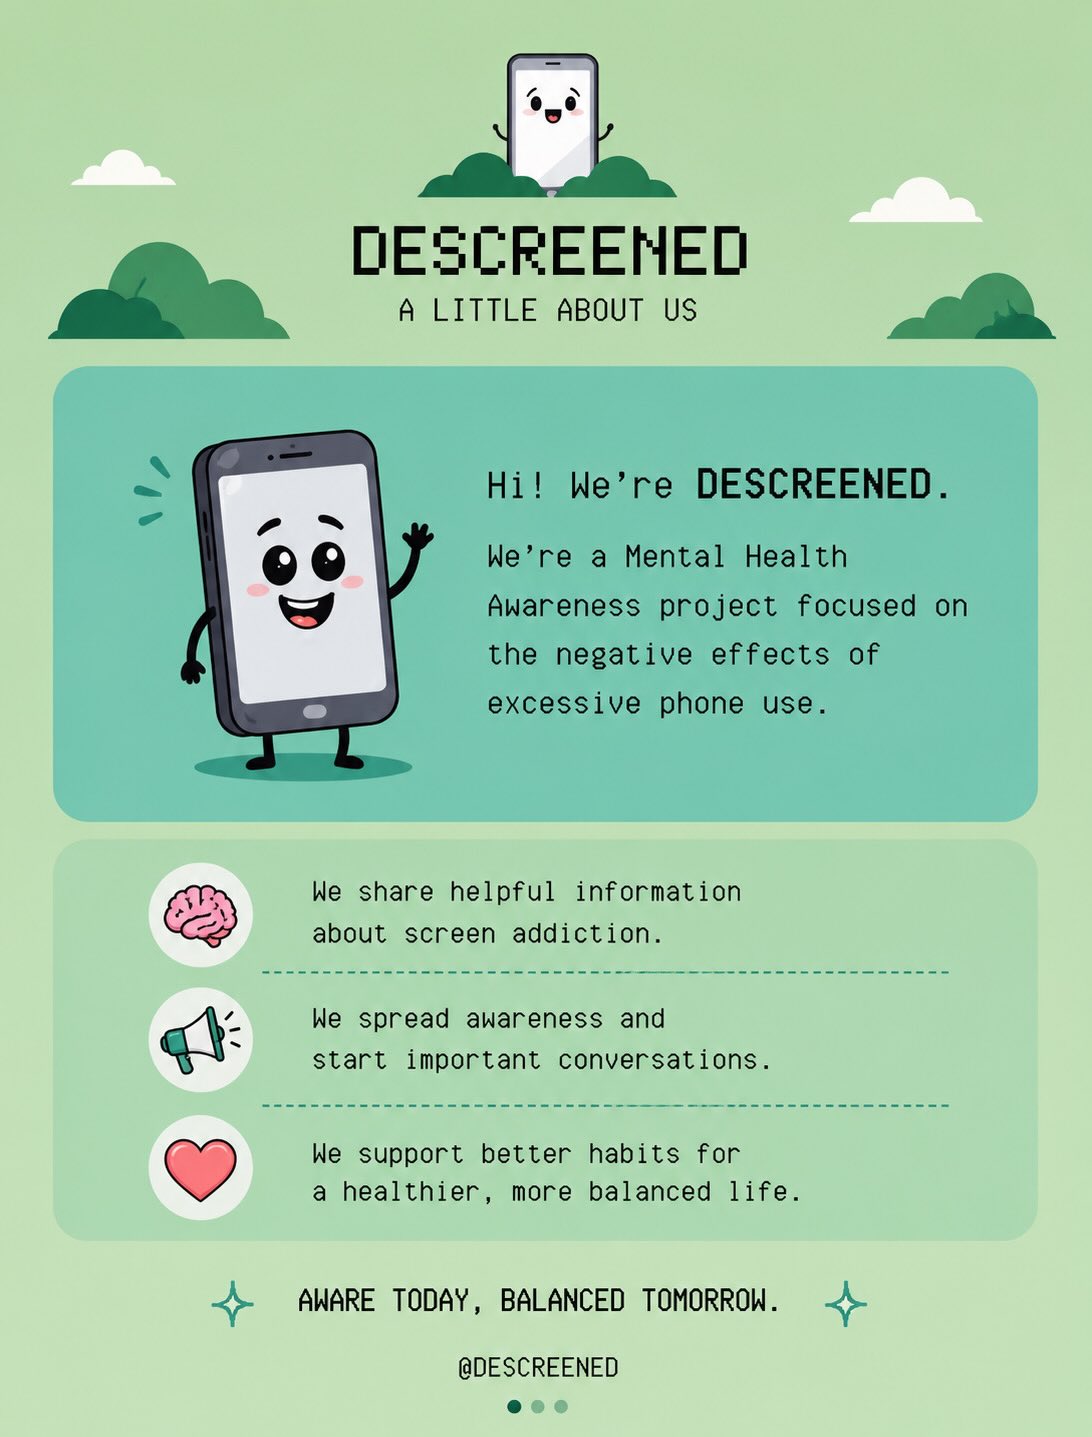 DESCREENED
A LITTLE ABOUT US
Hi! We're DESCREENED.
We're a Mental Health
Awareness project focused on
the negative effects of
excessive phone use.
We share helpful information
about screen addiction.
We spread awareness and
start important conversations.
We support better habits for
a healthier, more balanced life.
AWARE TODAY, BALANCED TOMORROW.
@DESCREENED